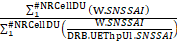 ∑₁^#NRCellDU (W.SNSSAI)
∑₁^#NRCellDU (W.SNSSAI / DRB.UEThpUl.SNSSAI)